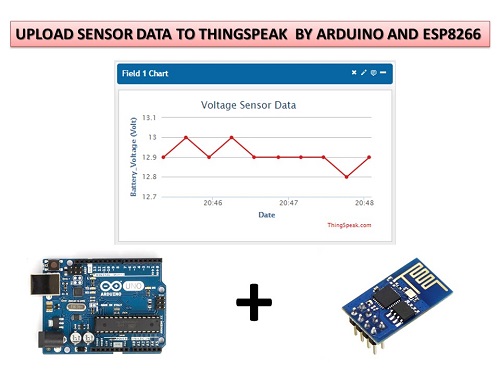 UPLOAD SENSOR DATA TO THINGSPEAK BY ARDUINO AND ESP8266
Field 1 Chart
Voltage Sensor Data
Battery_Voltage (Volt)
13.1
13
12.9
12.8
12.7
20:46
20:47
20:48
Date
ThingSpeak.com
UNO
ARDUINO